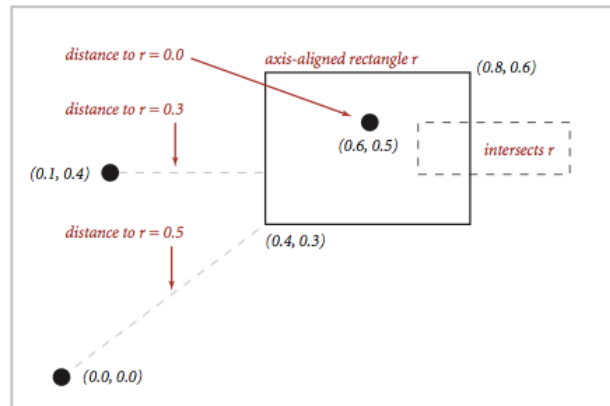 distance to r = 0.0
axis-aligned rectangle r
(0.8, 0.6)
distance to r = 0.3
(0.6, 0.5)
intersects r
(0.1, 0.4)
distance to r = 0.5
(0.4, 0.3)
(0.0, 0.0)